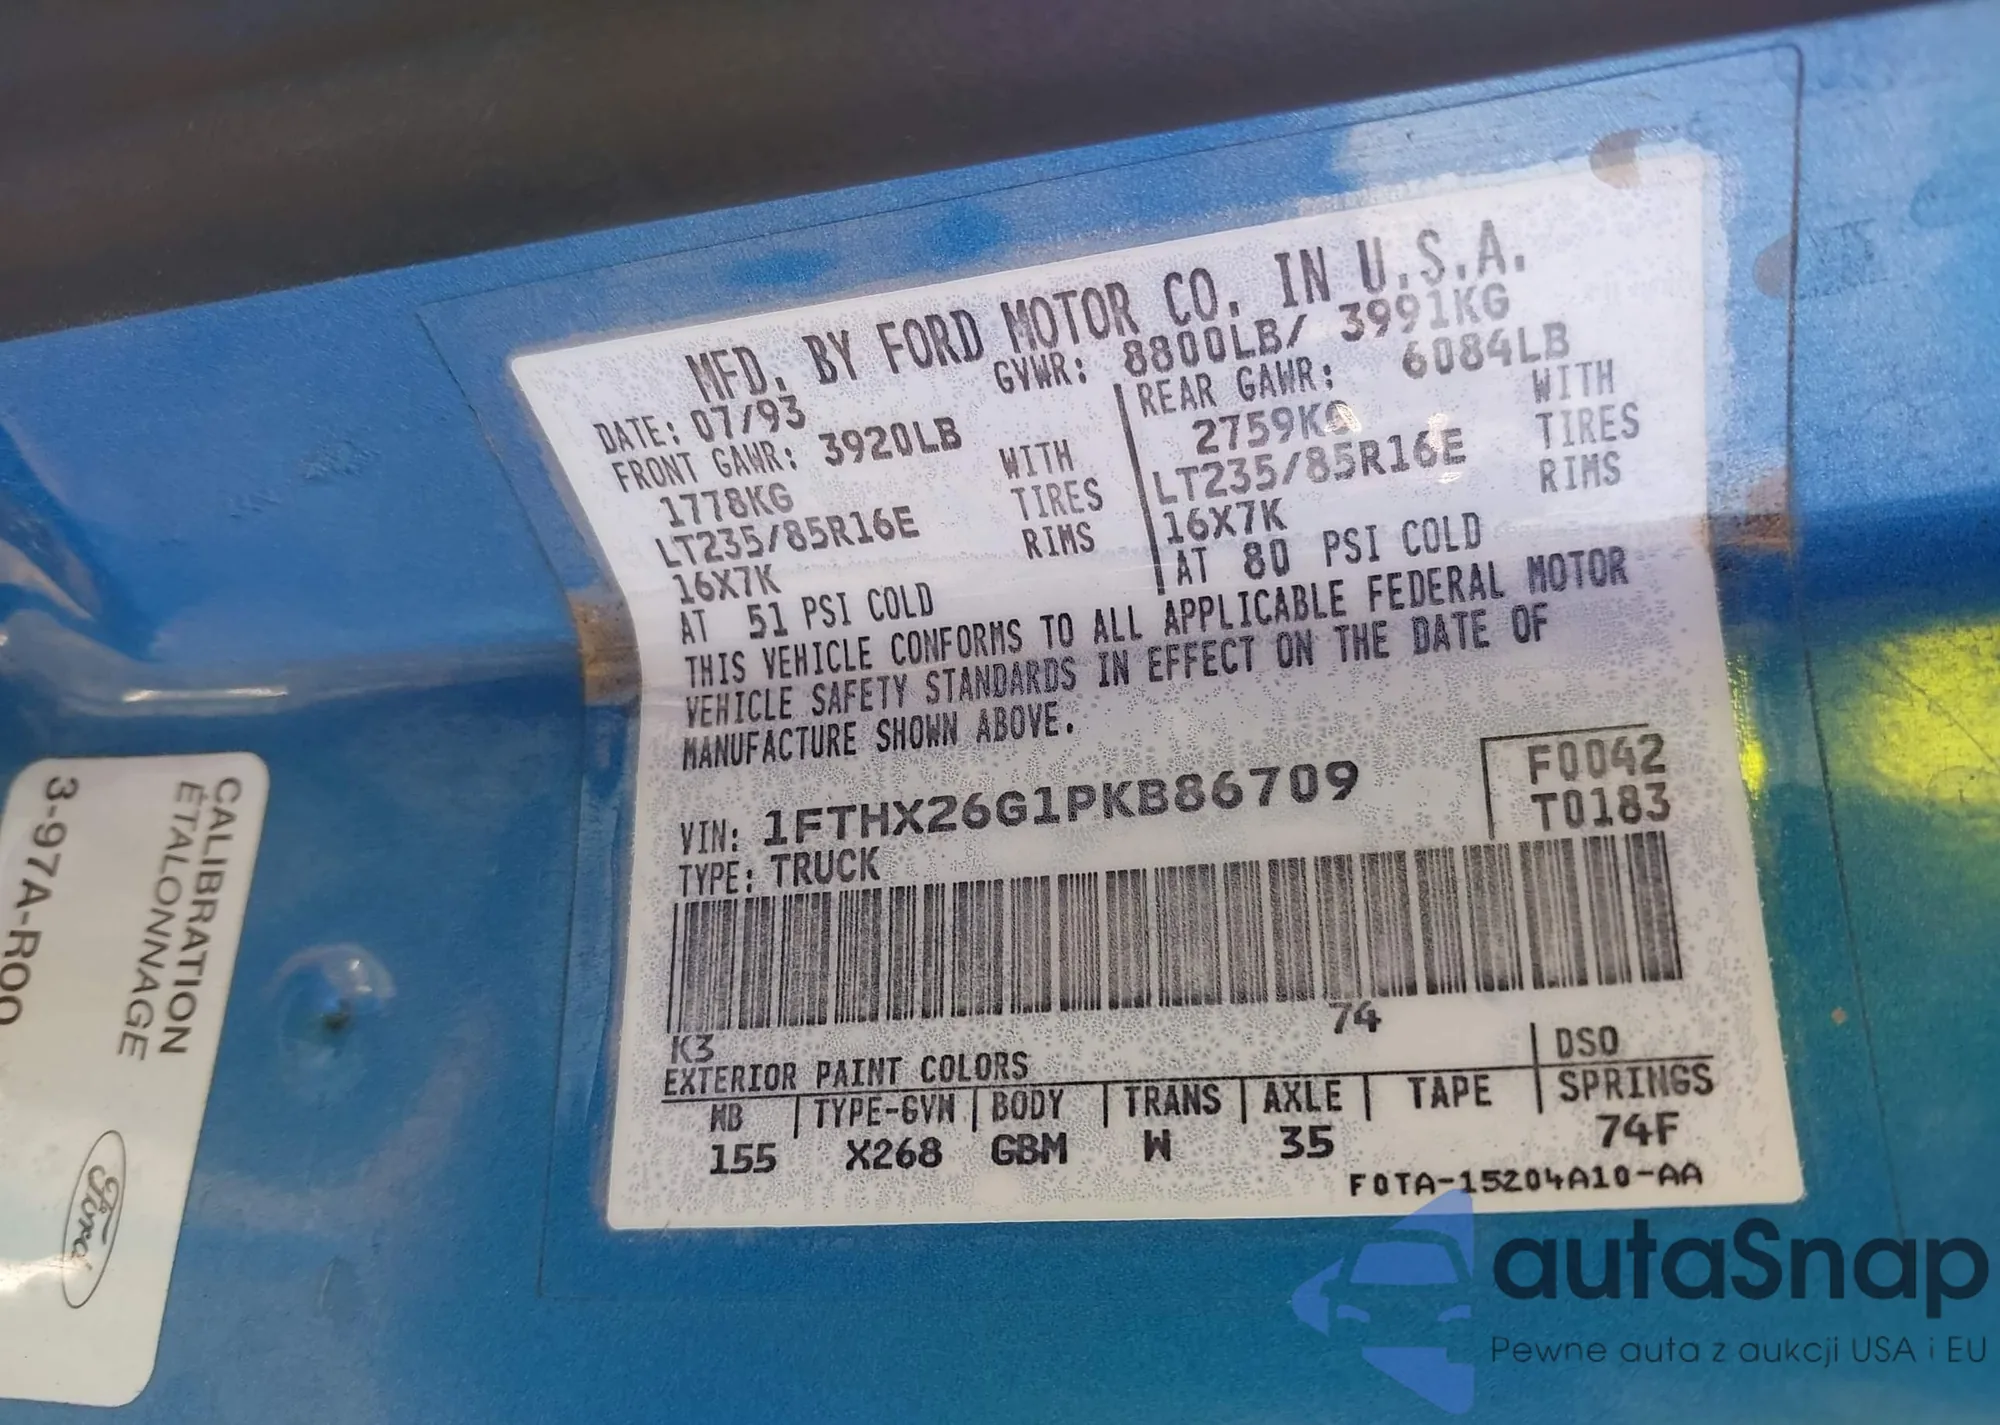 MFD. BY FORD MOTOR CO. IN U.S.A.
DATE: 07/93 GVWR: 8800LB/ 3991KG
FRONT GAWR: 3920LB REAR GAWR: 6084LB
1778KG WITH 2759KG WITH
LT235/85R16E TIRES LT235/85R16E TIRES
16X7K RIMS 16X7K RIMS
AT 51 PSI COLD AT 80 PSI COLD
THIS VEHICLE CONFORMS TO ALL APPLICABLE FEDERAL MOTOR
VEHICLE SAFETY STANDARDS IN EFFECT ON THE DATE OF
MANUFACTURE SHOWN ABOVE.
VIN: 1FTHX26G1PKB86709 F0042
TYPE: TRUCK T0183
74
K3
EXTERIOR PAINT COLORS DSO
WB TYPE-GVW BODY TRANS AXLE TAPE SPRINGS
155 X268 GBM W 35 74F
F0TA-15204A10-AA
CALIBRATION
ÉTALONNAGE
3-97A-R00
Ford
autaSnap
Pewne auta z aukcji USA i EU